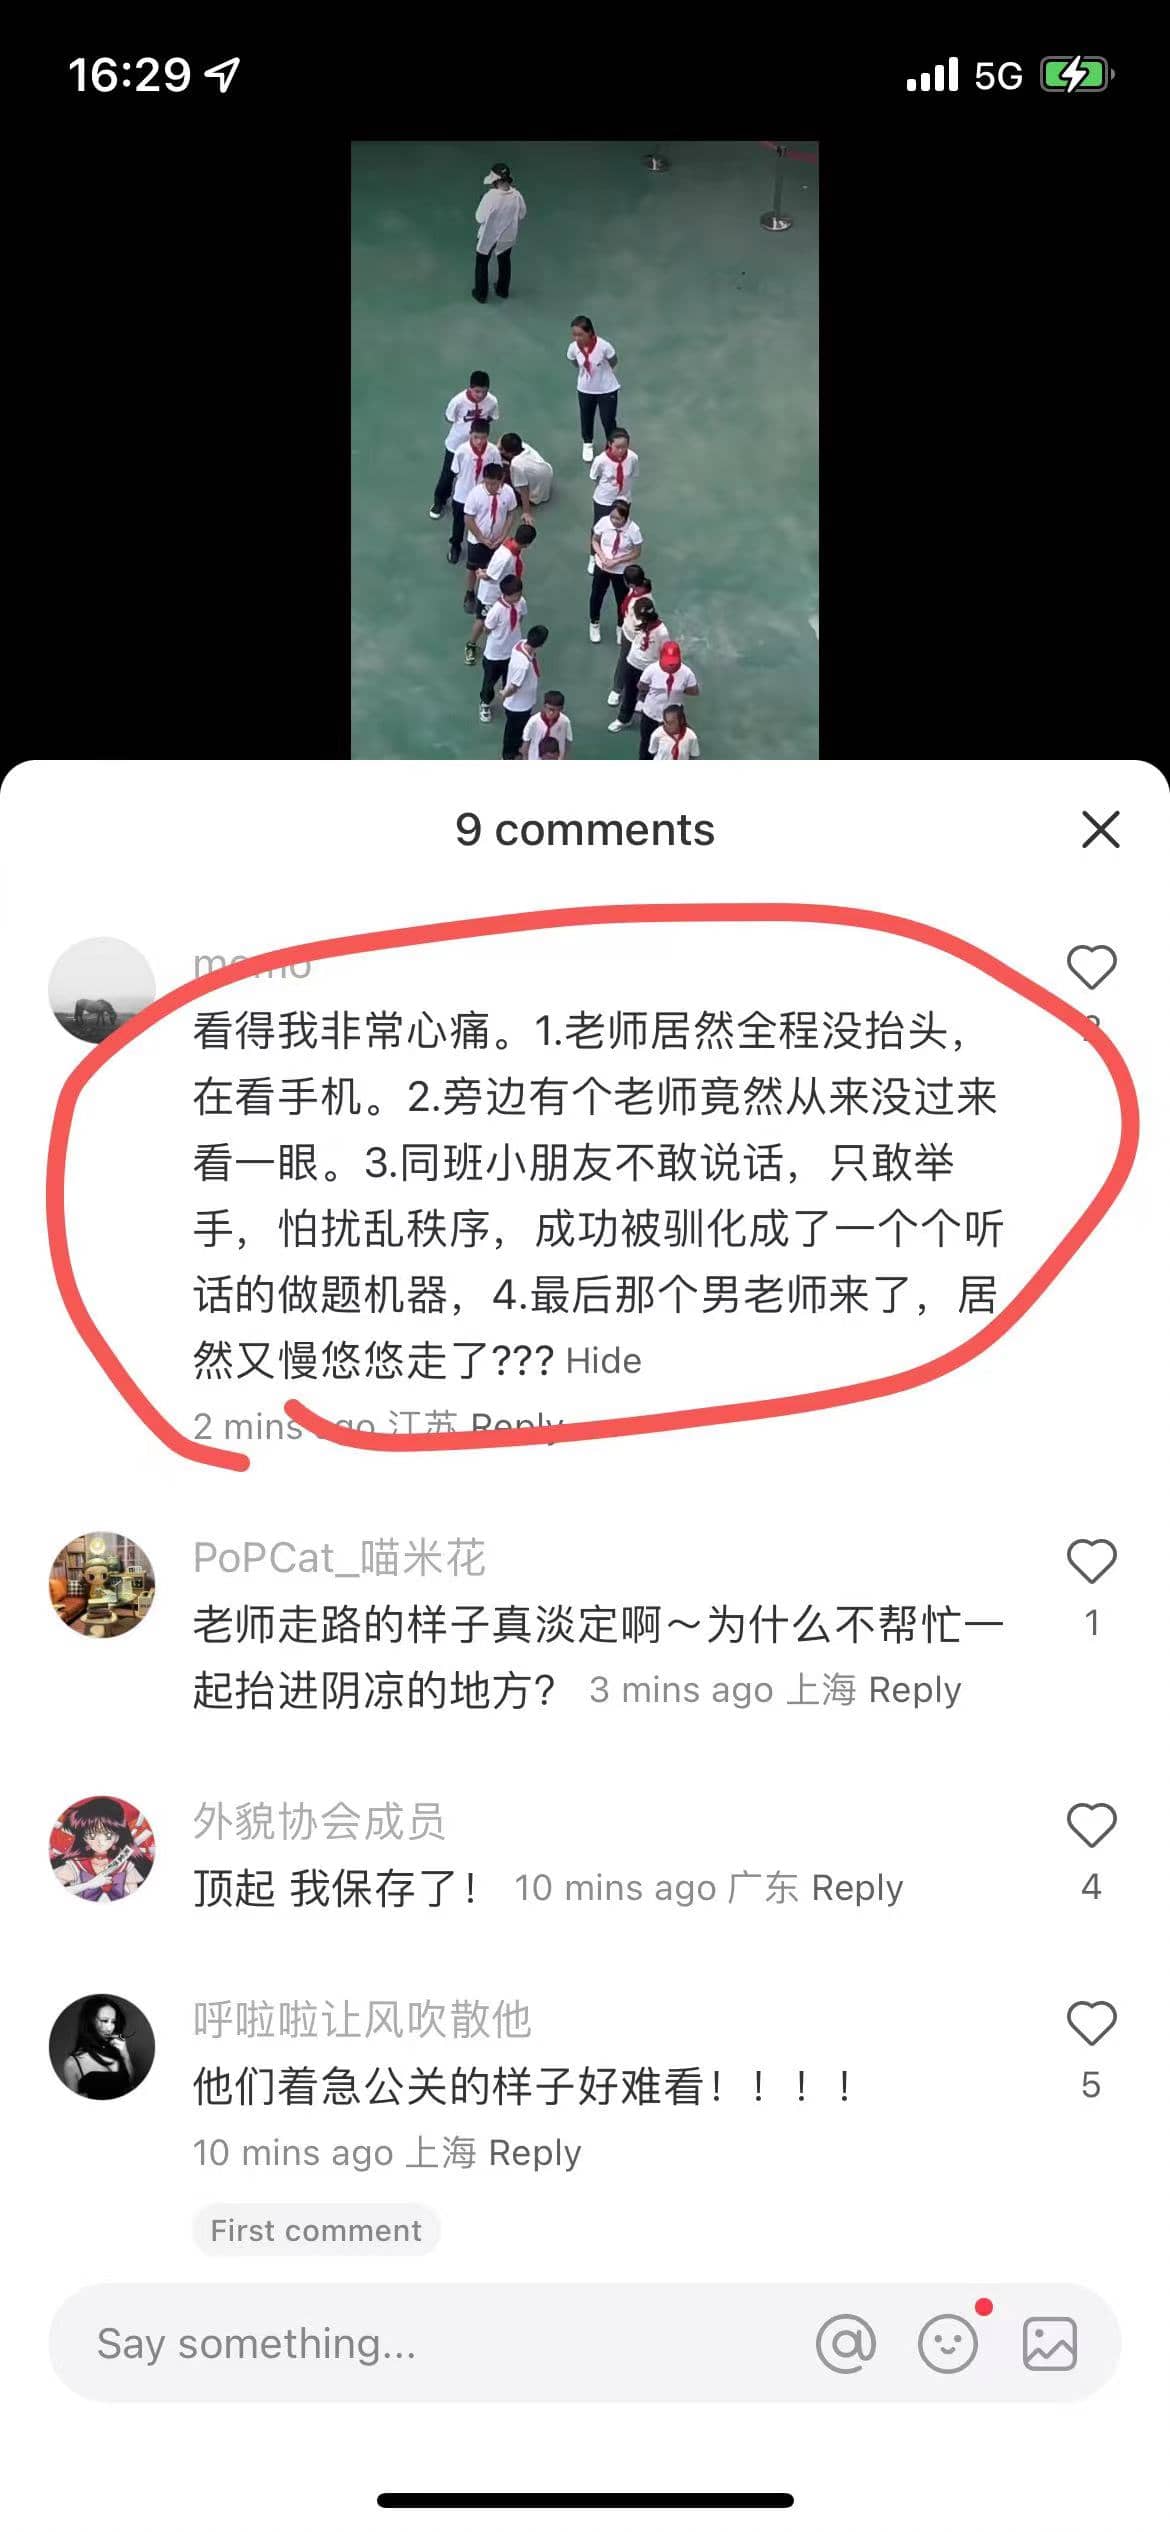 16:29
5G
9 comments
momo
看得我非常心痛。1.老师居然全程没抬头，
在看手机。2.旁边有个老师竟然从来没过来
看一眼。3.同班小朋友不敢说话，只敢举
手，怕扰乱秩序，成功被驯化成了一个个听
话的做题机器，4.最后那个男老师来了，居
然又慢悠悠走了??? Hide
2 mins ago 江苏 Reply
PoPCat_喵米花
老师走路的样子真淡定啊～为什么不帮忙一
起抬进阴凉的地方? 3 mins ago 上海 Reply
1
外貌协会成员
顶起 我保存了！ 10 mins ago 广东 Reply
4
呼啦啦让风吹散他
他们着急公关的样子好难看！！！！
5
10 mins ago 上海 Reply
First comment
Say something...